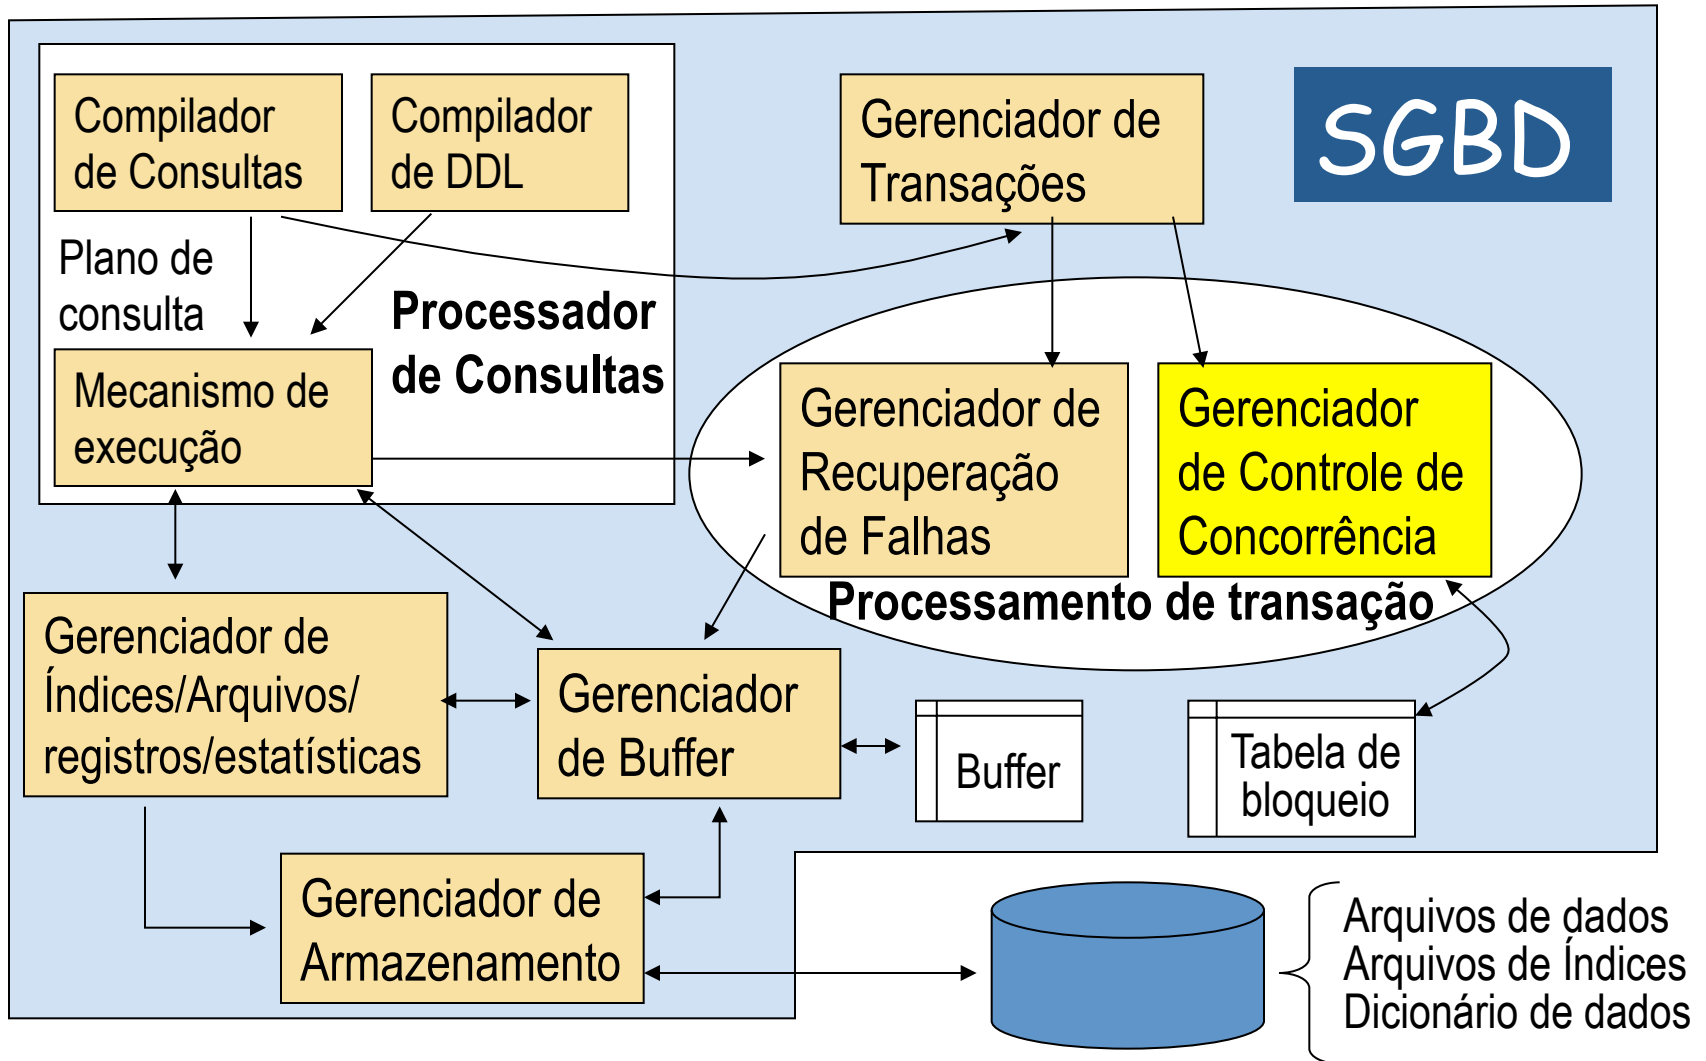 Compilador
de Consultas
Compilador
de DDL
Gerenciador de
Transações
SGBD
Plano de
consulta
Processador
de Consultas
Mecanismo de
execução
Gerenciador de
Recuperação
de Falhas
Gerenciador
de Controle de
Concorrência
Processamento de transação
Gerenciador de
Índices/Arquivos/
registros/estatísticas
Gerenciador
de Buffer
Buffer
Tabela de
bloqueio
Gerenciador de
Armazenamento
Arquivos de dados
Arquivos de Índices
Dicionário de dados